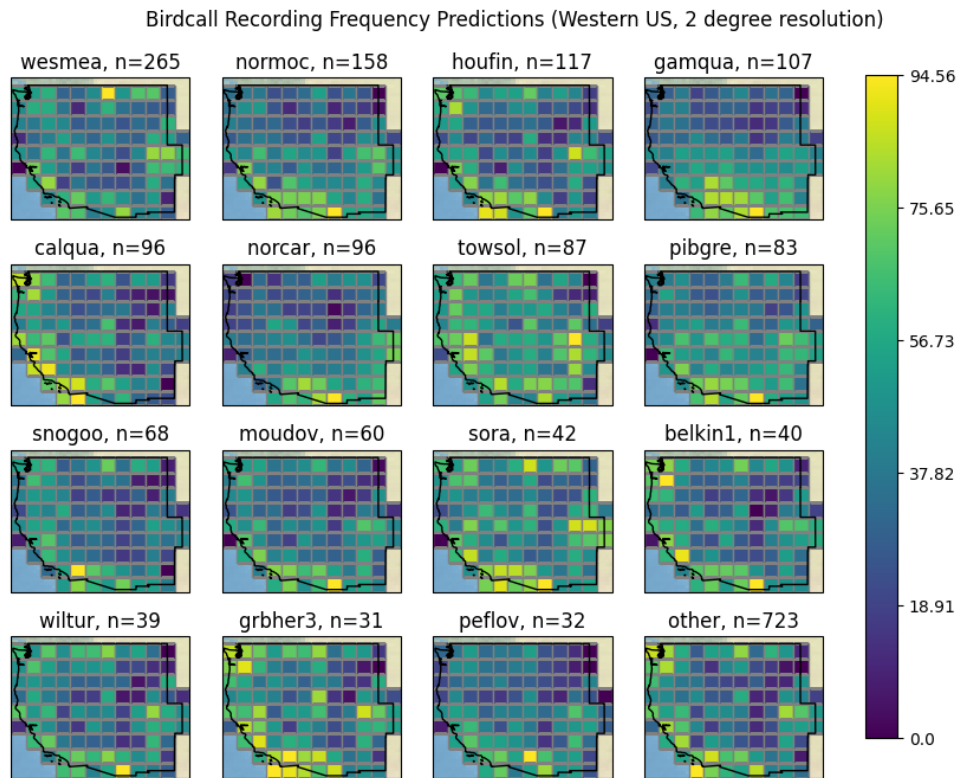 Birdcall Recording Frequency Predictions (Western US, 2 degree resolution)
wesmea, n=265
normoc, n=158
houfin, n=117
gamqua, n=107
calqua, n=96
norcar, n=96
towsol, n=87
pibgre, n=83
snogoo, n=68
moudov, n=60
sora, n=42
belkin1, n=40
wiltur, n=39
grbher3, n=31
peflov, n=32
other, n=723
94.56
75.65
56.73
37.82
18.91
0.0